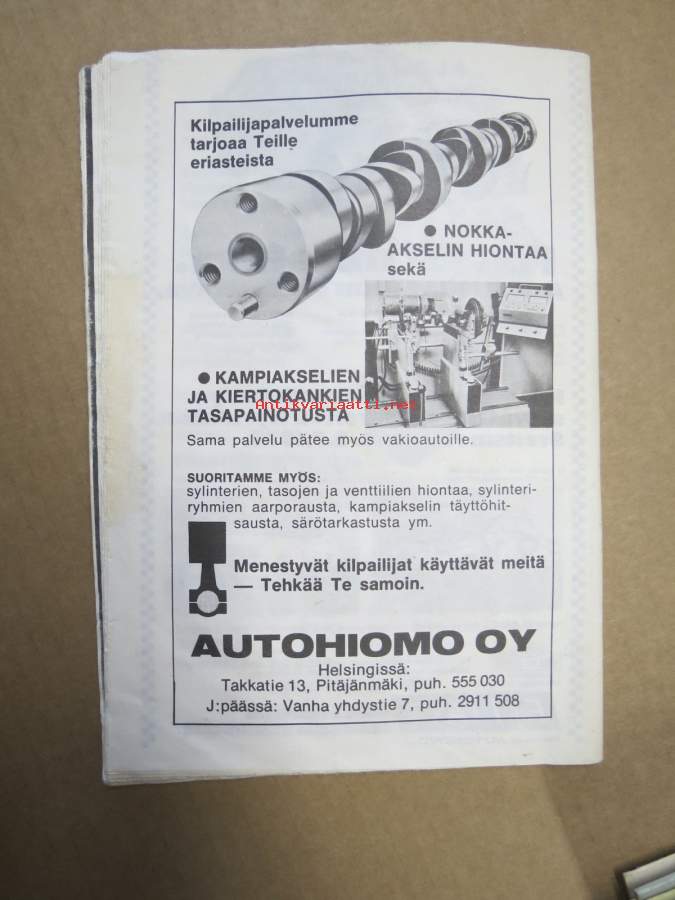 Kilpailijapalvelumme
tarjoaa Teille
eriasteista
● NOKKA-
AKSELIN HIONTAA
sekä
● KAMPIAKSELIEN
JA KIERTOKANKIEN
Antikvariaatti.net
TASAPAINOTUSTA
Sama palvelu pätee myös vakioautoille.
SUORITAMME MYÖS:
sylinterien, tasojen ja venttiilien hiontaa, sylinteri-
ryhmien aarporausta, kampiakselin täyttöhit-
sausta, särötarkastusta ym.
Menestyvät kilpailijat käyttävät meitä
— Tehkää Te samoin.
AUTOHIOMO OY
Helsingissä:
Takkatie 13, Pitäjänmäki, puh. 555 030
J:päässä: Vanha yhdystie 7, puh. 2911 508